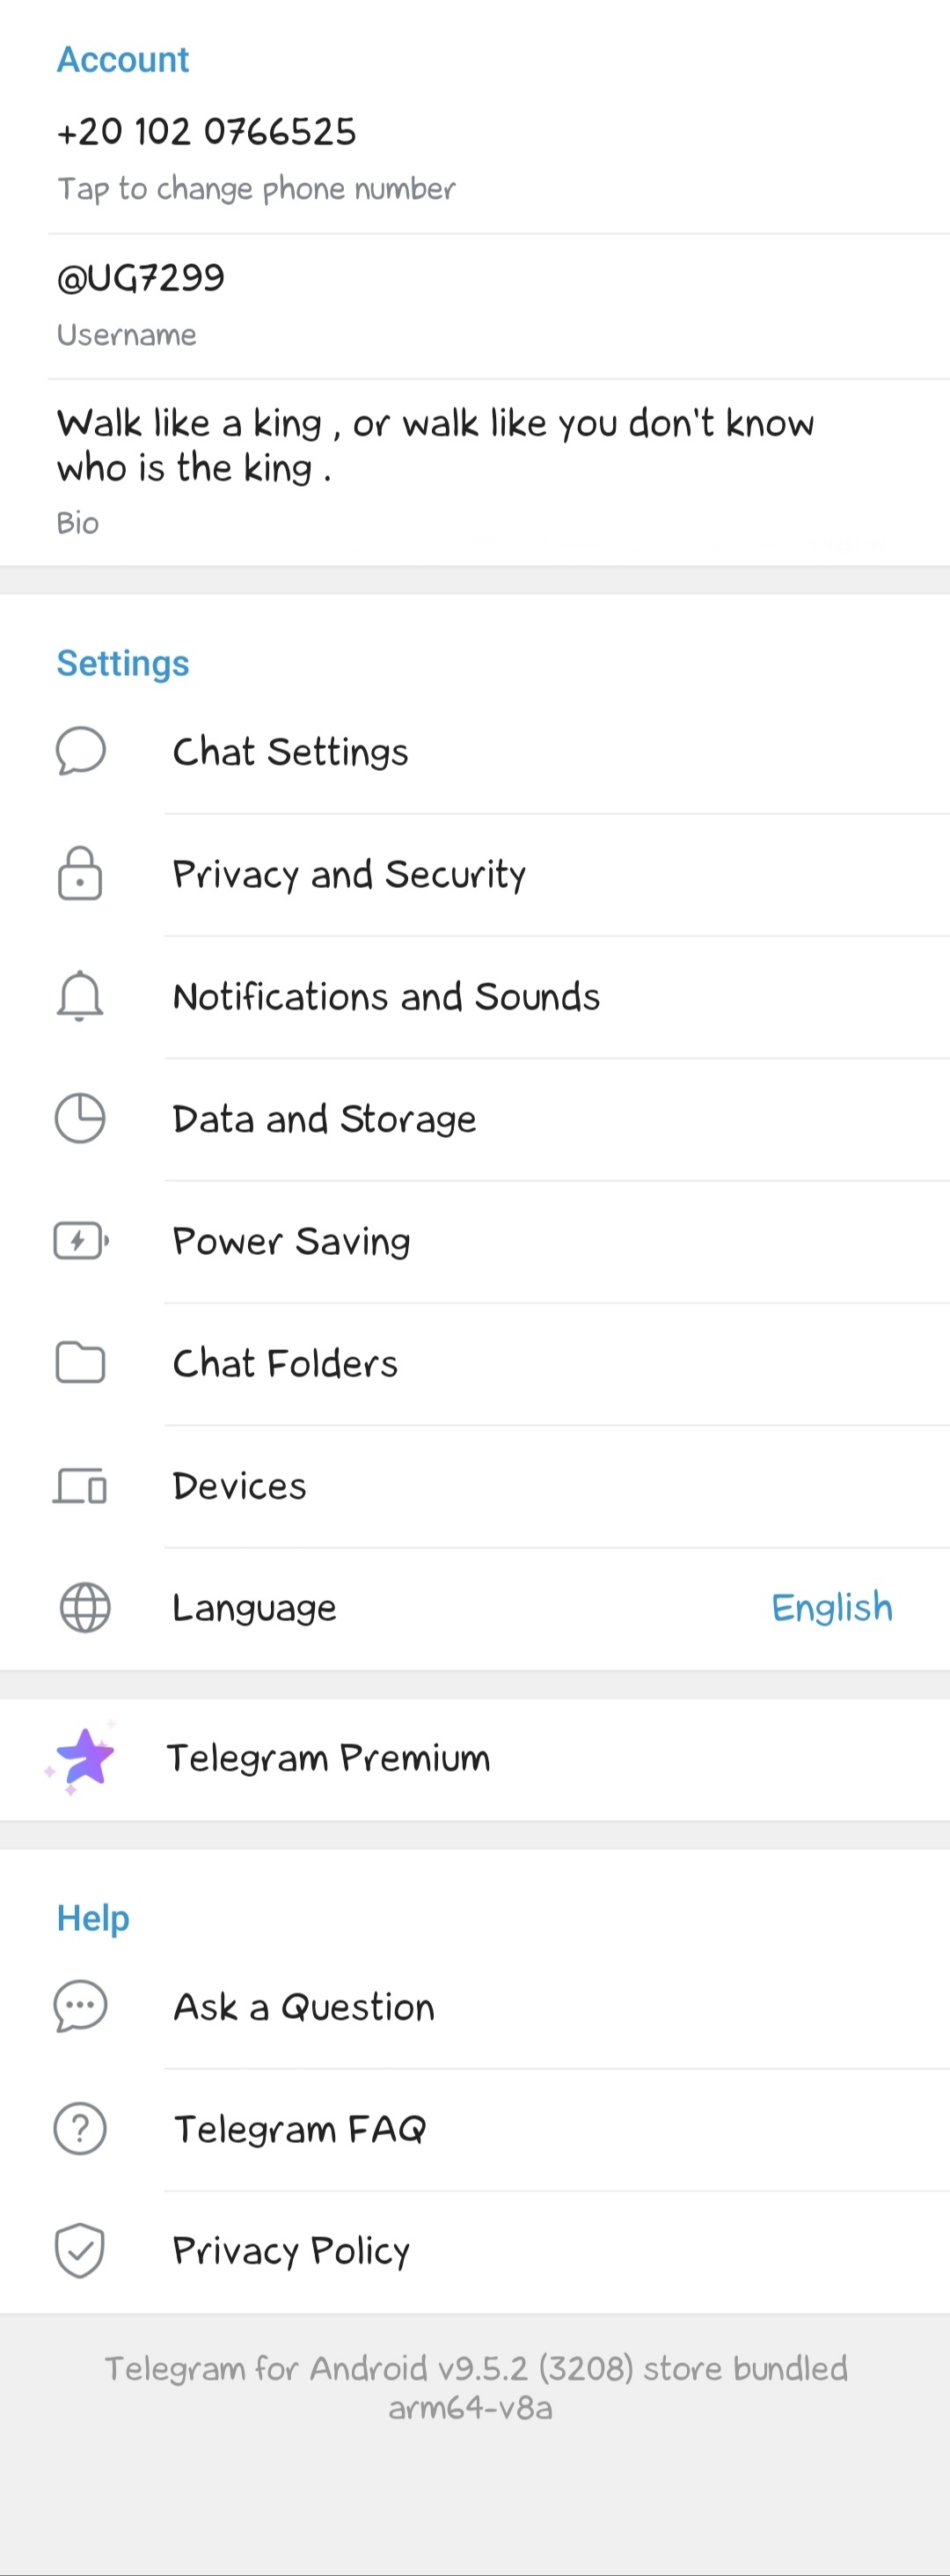 Account
+20 102 0766525
Tap to change phone number
@UG7299
Username
Walk like a king , or walk like you don't know
who is the king .
Bio
Settings
Chat Settings
Privacy and Security
Notifications and Sounds
Data and Storage
Power Saving
Chat Folders
Devices
Language English
Telegram Premium
Help
Ask a Question
Telegram FAQ
Privacy Policy
Telegram for Android v9.5.2 (3208) store bundled
arm64-v8a